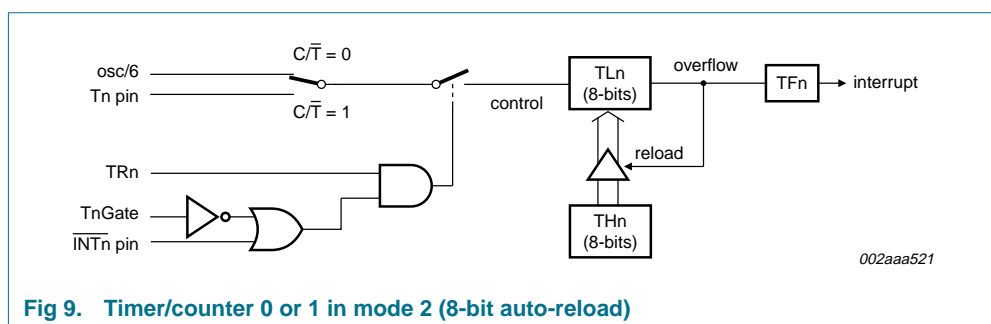 C/T̅ = 0
osc/6
Tn pin
C/T̅ = 1
control
TLn
(8-bits)
overflow
TFn
interrupt
reload
TRn
TnGate
I̅N̅T̅n̅ pin
THn
(8-bits)
002aaa521
Fig 9. Timer/counter 0 or 1 in mode 2 (8-bit auto-reload)